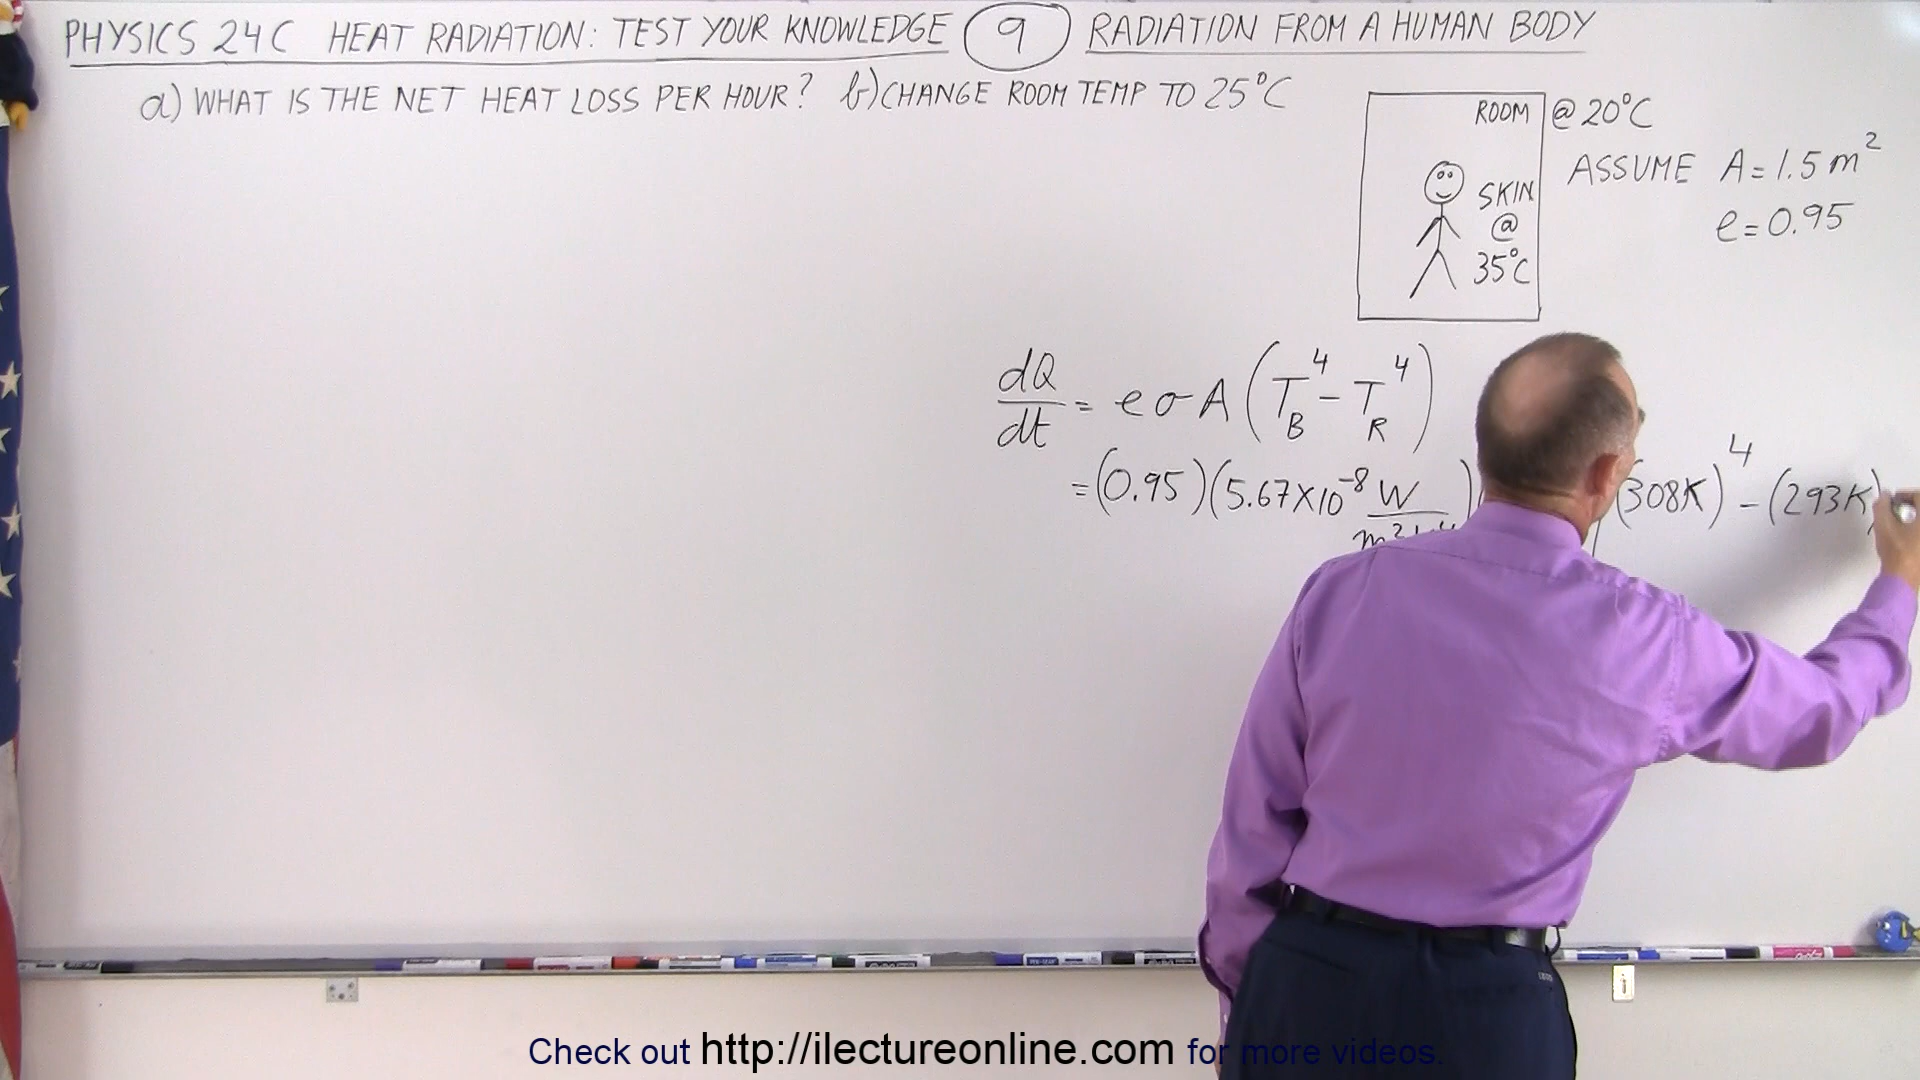 PHYSICS 24C HEAT RADIATION: TEST YOUR KNOWLEDGE 9 RADIATION FROM A HUMAN BODY
a) WHAT IS THE NET HEAT LOSS PER HOUR? b) CHANGE ROOM TEMP TO 25°C
ROOM @ 20°C
ASSUME A = 1.5 m²
e = 0.95
SKIN
@
35°C
dQ/dt = e σ A (T_B⁴ - T_R⁴)
= (0.95)(5.67×10⁻⁸ W/m²K⁴) (308K)⁴ - (293K)
Check out http://ilectureonline.com for more videos.